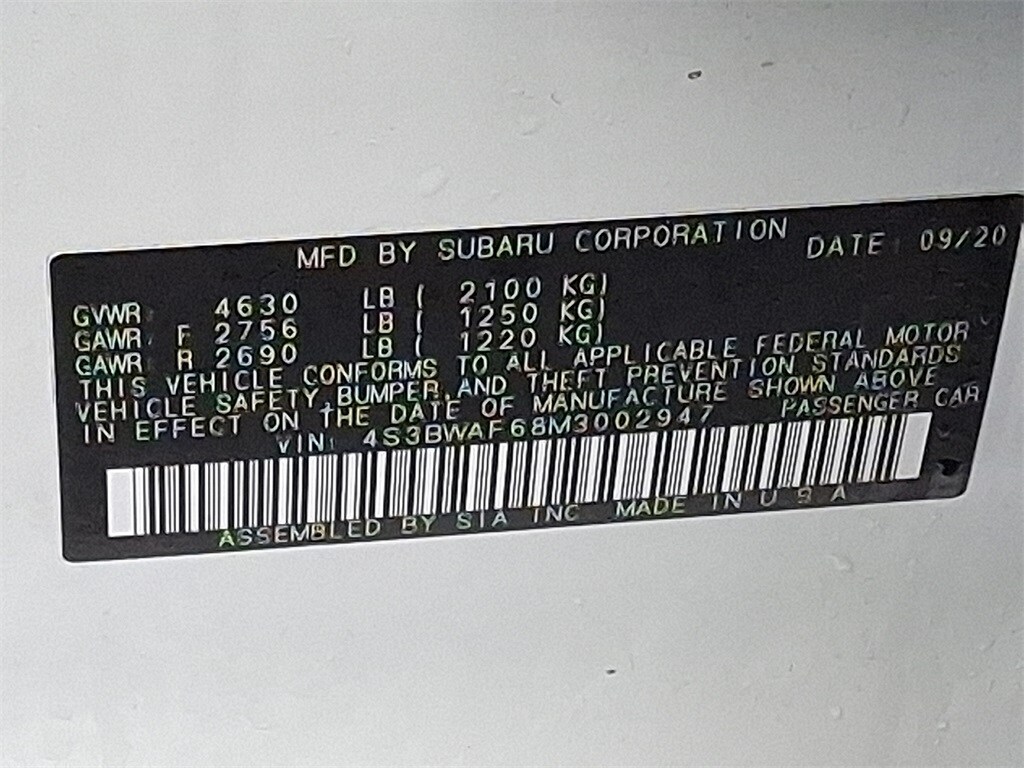 MFD BY SUBARU CORPORATION DATE: 09/20
GVWR: 4630 LB ( 2100 KG)
GAWR: F 2756 LB ( 1250 KG)
GAWR: R 2690 LB ( 1220 KG)
THIS VEHICLE CONFORMS TO ALL APPLICABLE FEDERAL MOTOR
VEHICLE SAFETY, BUMPER, AND THEFT PREVENTION STANDARDS
IN EFFECT ON THE DATE OF MANUFACTURE SHOWN ABOVE
VIN: 4S3BWAF68M3002947 PASSENGER CAR
ASSEMBLED BY SIA INC MADE IN U S A